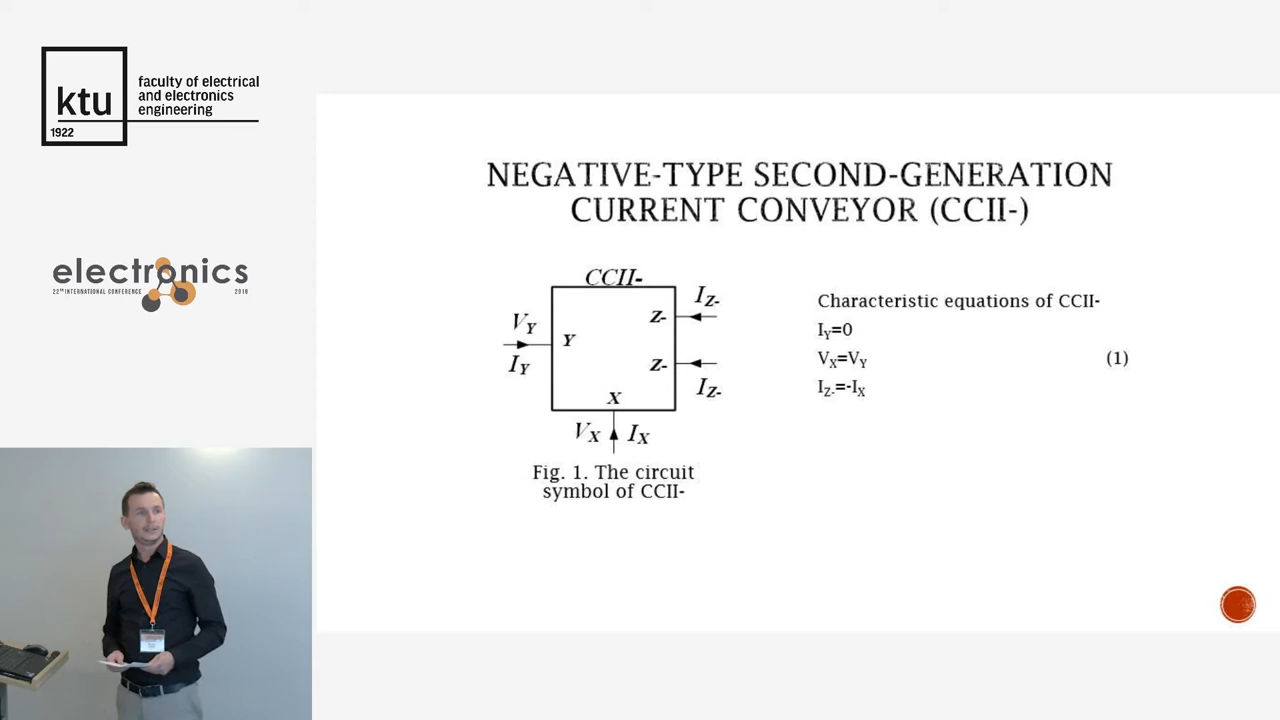 ktu
1922
faculty of electrical
and electronics
engineering
electronics
22TH INTERNATIONAL CONFERENCE 2018
NEGATIVE-TYPE SECOND-GENERATION
CURRENT CONVEYOR (CCII-)
CCII-
VY
IY
Y
Z-
IZ-
Z-
IZ-
X
VX IX
Fig. 1. The circuit
symbol of CCII-
Characteristic equations of CCII-
IY=0
VX=VY (1)
IZ-=-IX